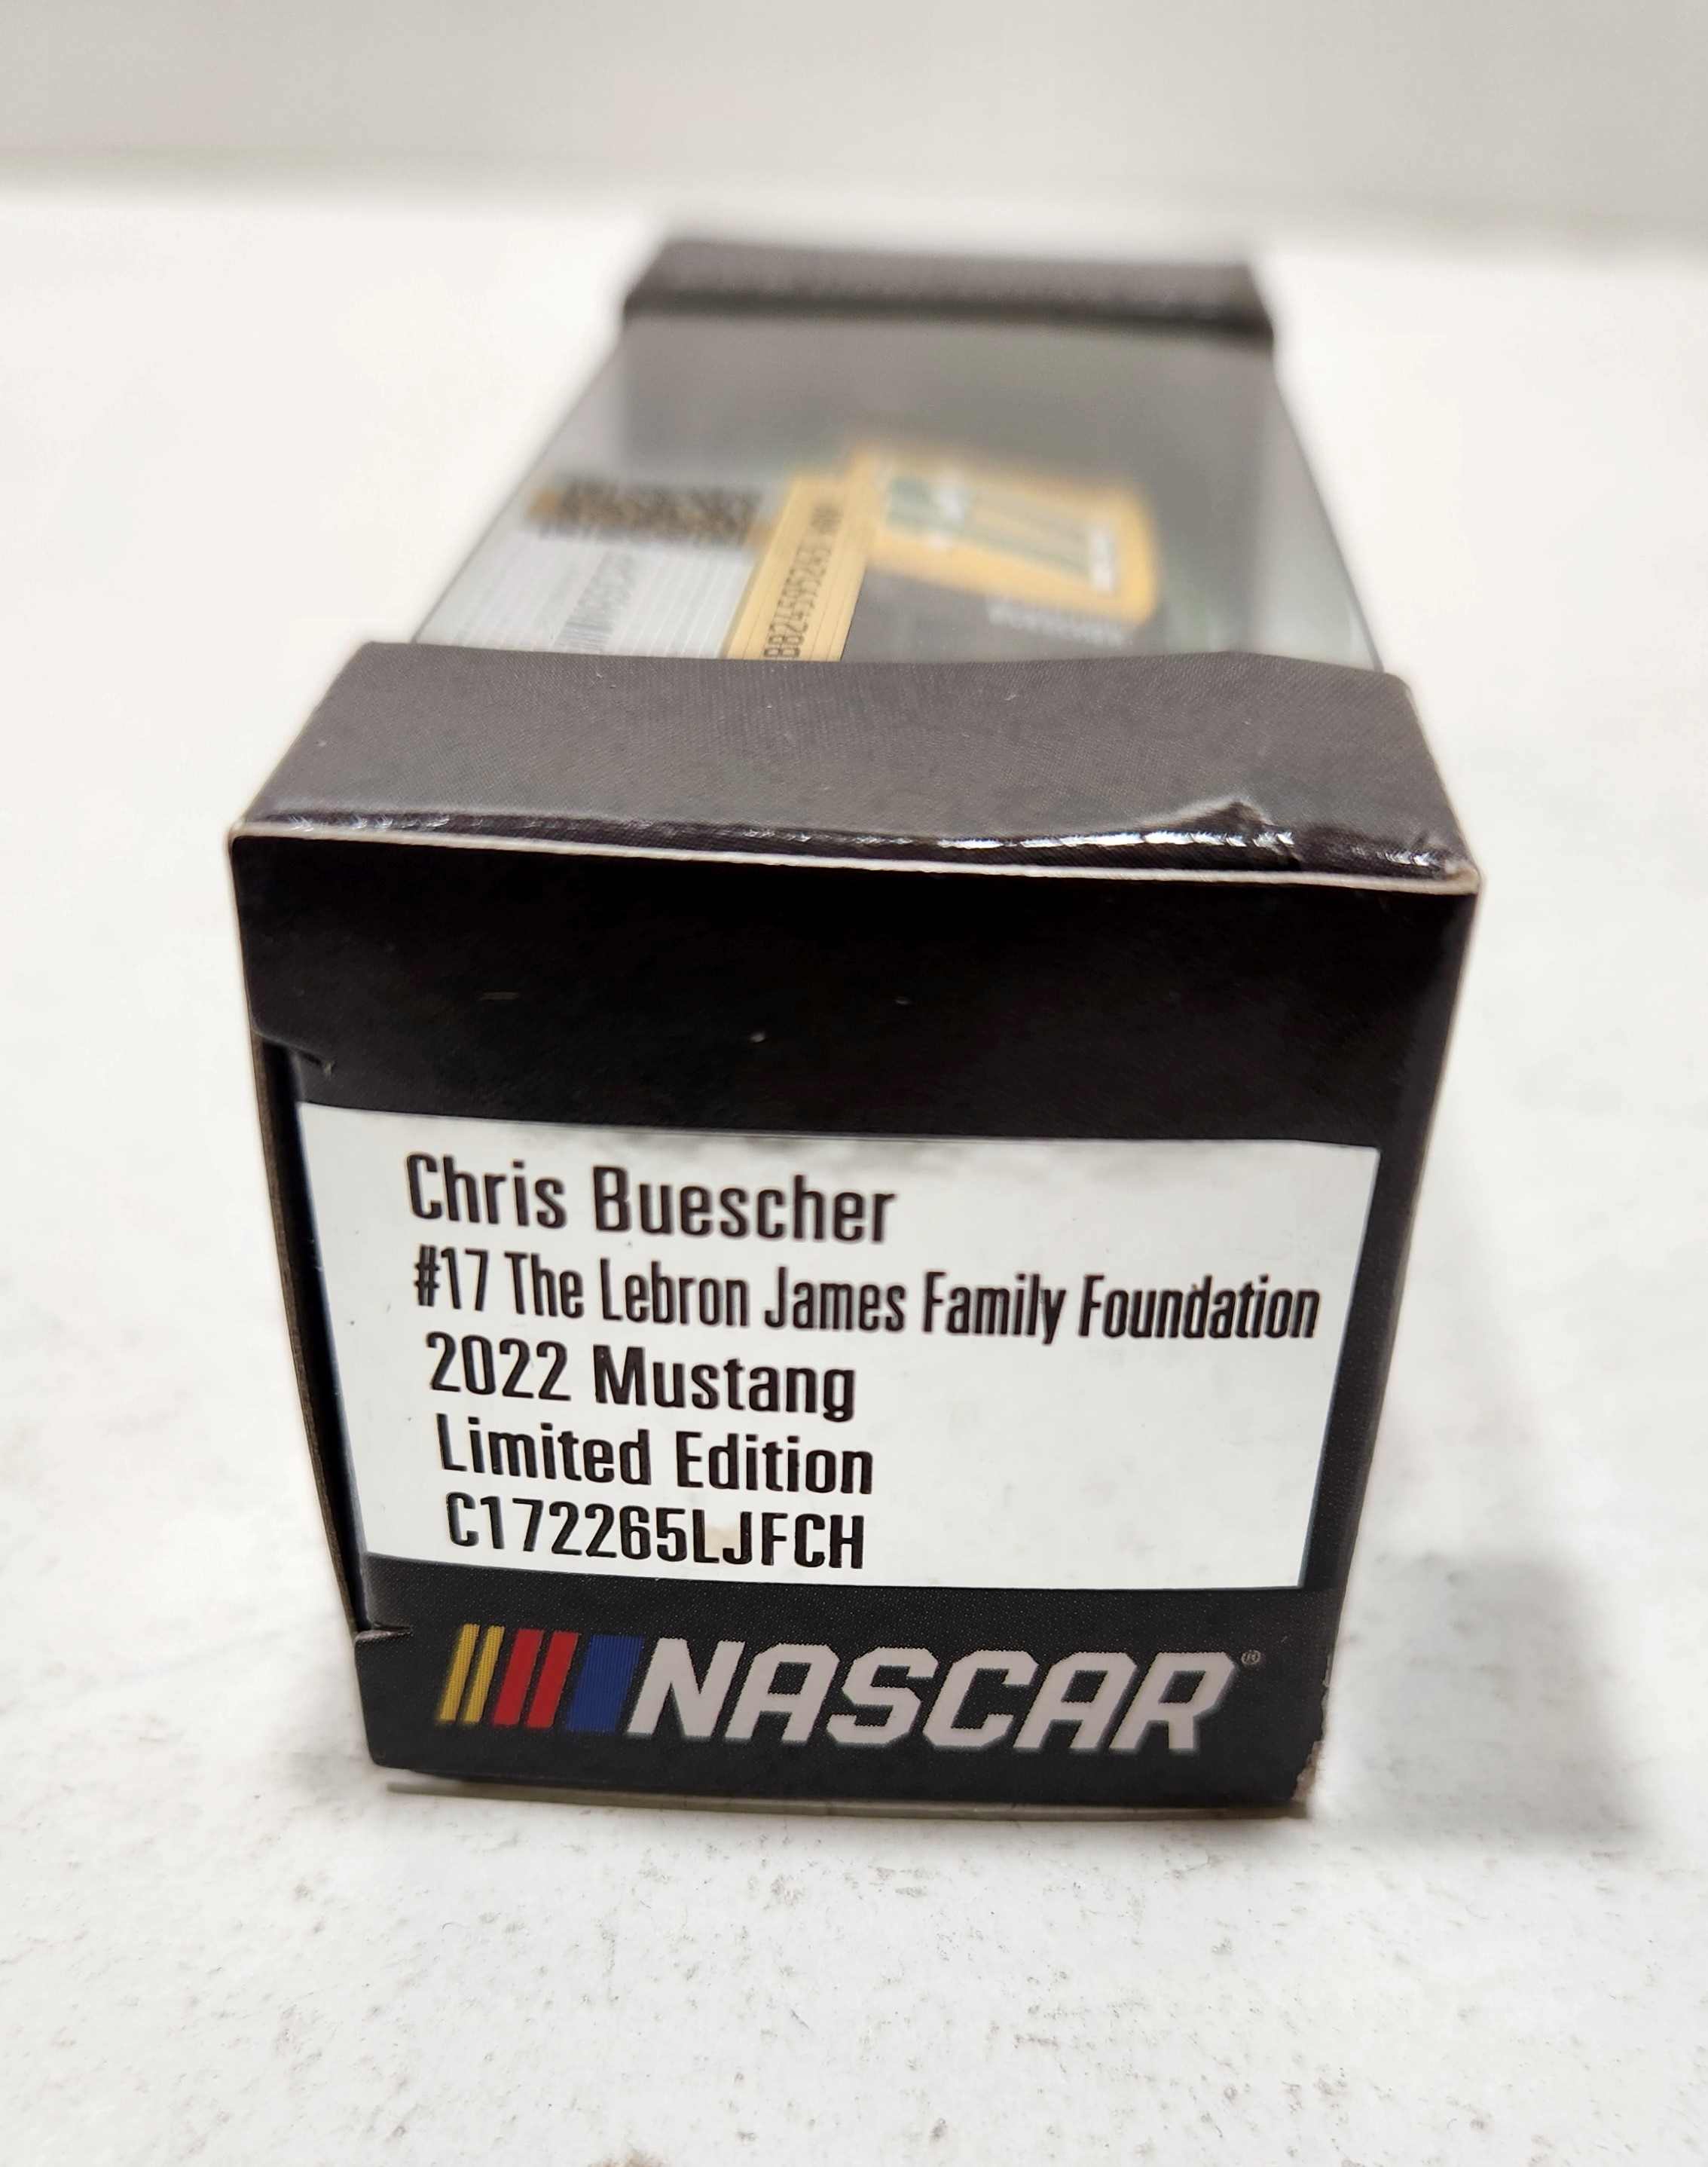 Chris Buescher
#17 The Lebron James Family Foundation
2022 Mustang
Limited Edition
C172265LJFCH
NASCAR®